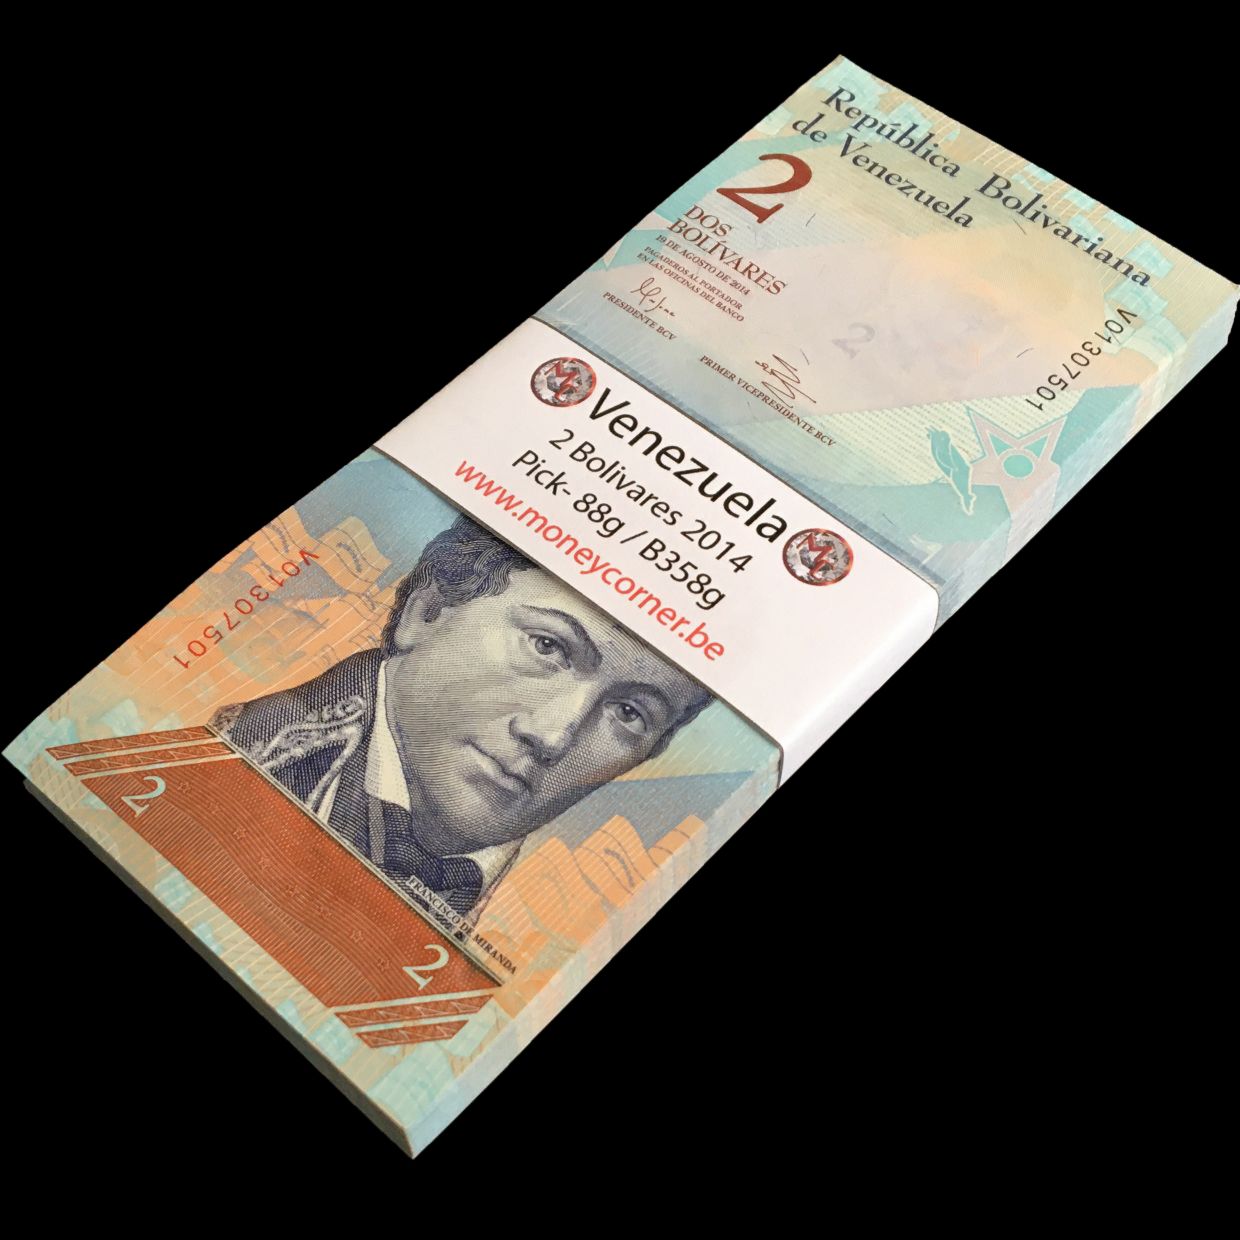 República Bolivariana
de Venezuela
2
DOS
BOLÍVARES
19 DE AGOSTO DE 2014
PAGADEROS AL PORTADOR
EN LAS OFICINAS DEL BANCO
PRESIDENTE BCV
PRIMER VICEPRESIDENTE BCV
2
V01307501
Venezuela
2 Bolivares 2014
Pick- 88g / B358g
www.moneycorner.be
V01307501
2
FRANCISCO DE MIRANDA
2